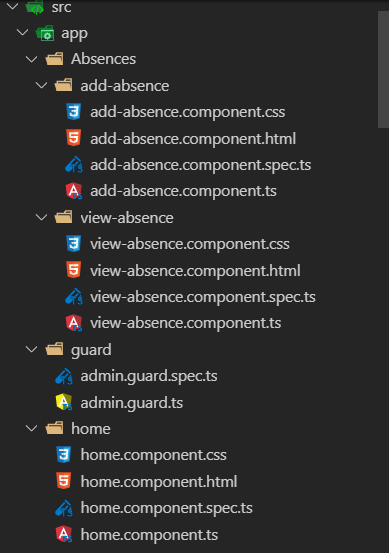 src
app
Absences
add-absence
add-absence.component.css
add-absence.component.html
add-absence.component.spec.ts
add-absence.component.ts
view-absence
view-absence.component.css
view-absence.component.html
view-absence.component.spec.ts
view-absence.component.ts
guard
admin.guard.spec.ts
admin.guard.ts
home
home.component.css
home.component.html
home.component.spec.ts
home.component.ts